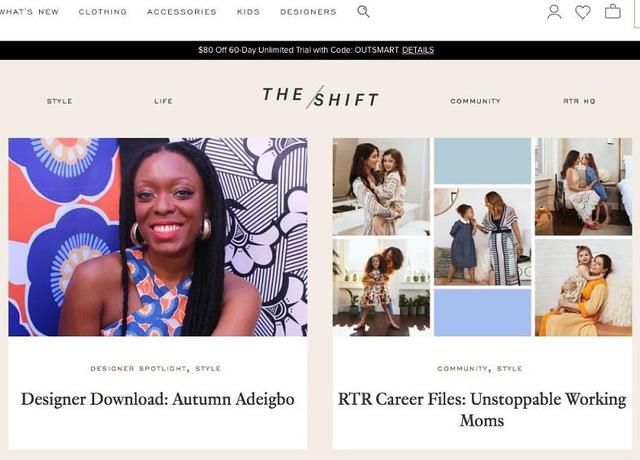 WHAT'S NEW CLOTHING ACCESSORIES KIDS DESIGNERS
$80 Off 60-Day Unlimited Trial with Code: OUTSMART DETAILS
STYLE LIFE THE SHIFT COMMUNITY RTR HQ
DESIGNER SPOTLIGHT, STYLE
Designer Download: Autumn Adeigbo
COMMUNITY, STYLE
RTR Career Files: Unstoppable Working
Moms